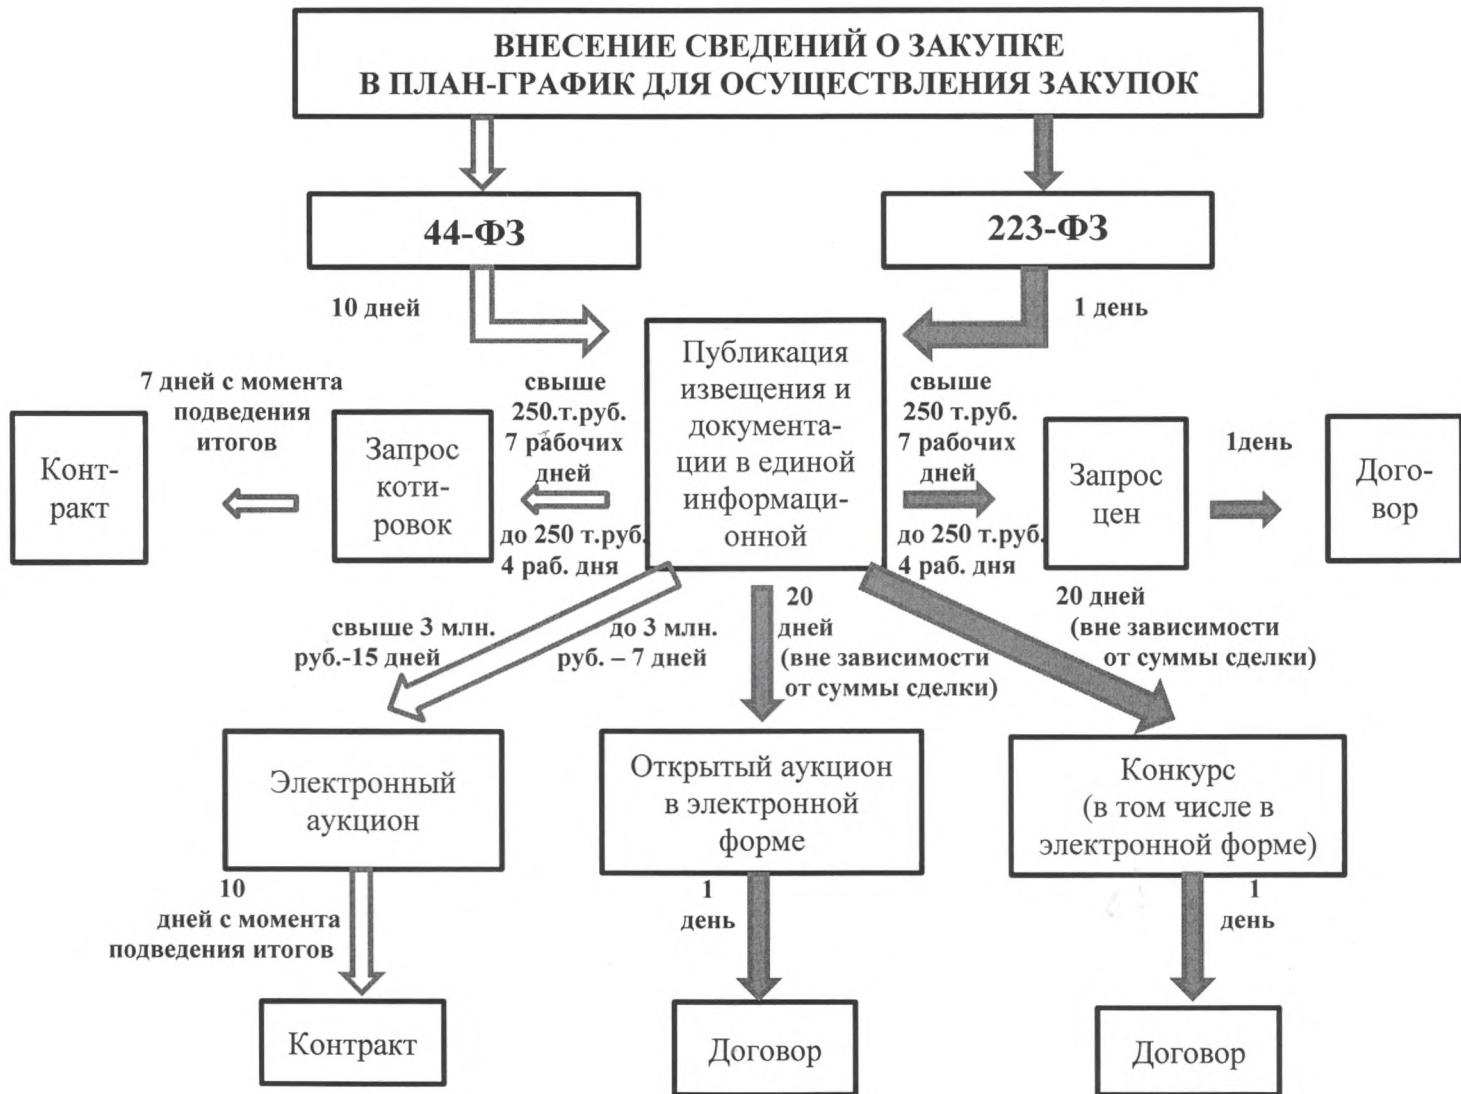 ВНЕСЕНИЕ СВЕДЕНИЙ О ЗАКУПКЕ
В ПЛАН-ГРАФИК ДЛЯ ОСУЩЕСТВЛЕНИЯ ЗАКУПОК
44-ФЗ
223-ФЗ
10 дней
1 день
Публикация
извещения и
документа-
ции в единой
информаци-
онной
7 дней с момента
подведения
итогов
свыше
250.т.руб.
7 рабочих
дней
свыше
250 т.руб.
7 рабочих
дней
1день
Конт-
ракт
Запрос
коти-
ровок
Запрос
цен
Дого-
вор
до 250 т.руб.
4 раб. дня
до 250 т.руб.
4 раб. дня
свыше 3 млн.
руб.-15 дней
до 3 млн.
руб. – 7 дней
20
дней
(вне зависимости
от суммы сделки)
20 дней
(вне зависимости
от суммы сделки)
Электронный
аукцион
Открытый аукцион
в электронной
форме
Конкурс
(в том числе в
электронной форме)
10
дней с момента
подведения итогов
1
день
1
день
Контракт
Договор
Договор